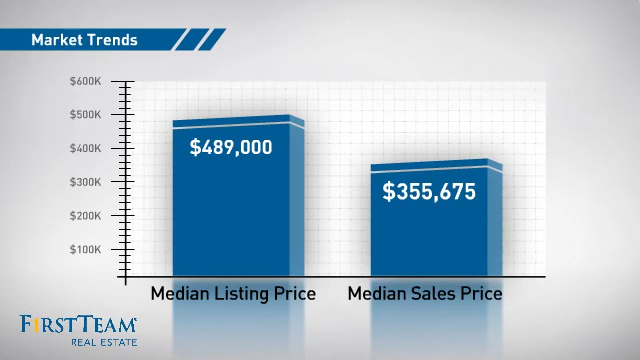 Market Trends
$600K
$500K
$400K
$300K
$200K
$100K
$489,000
$355,675
Median Listing Price
Median Sales Price
FIRSTTEAM®
REAL ESTATE